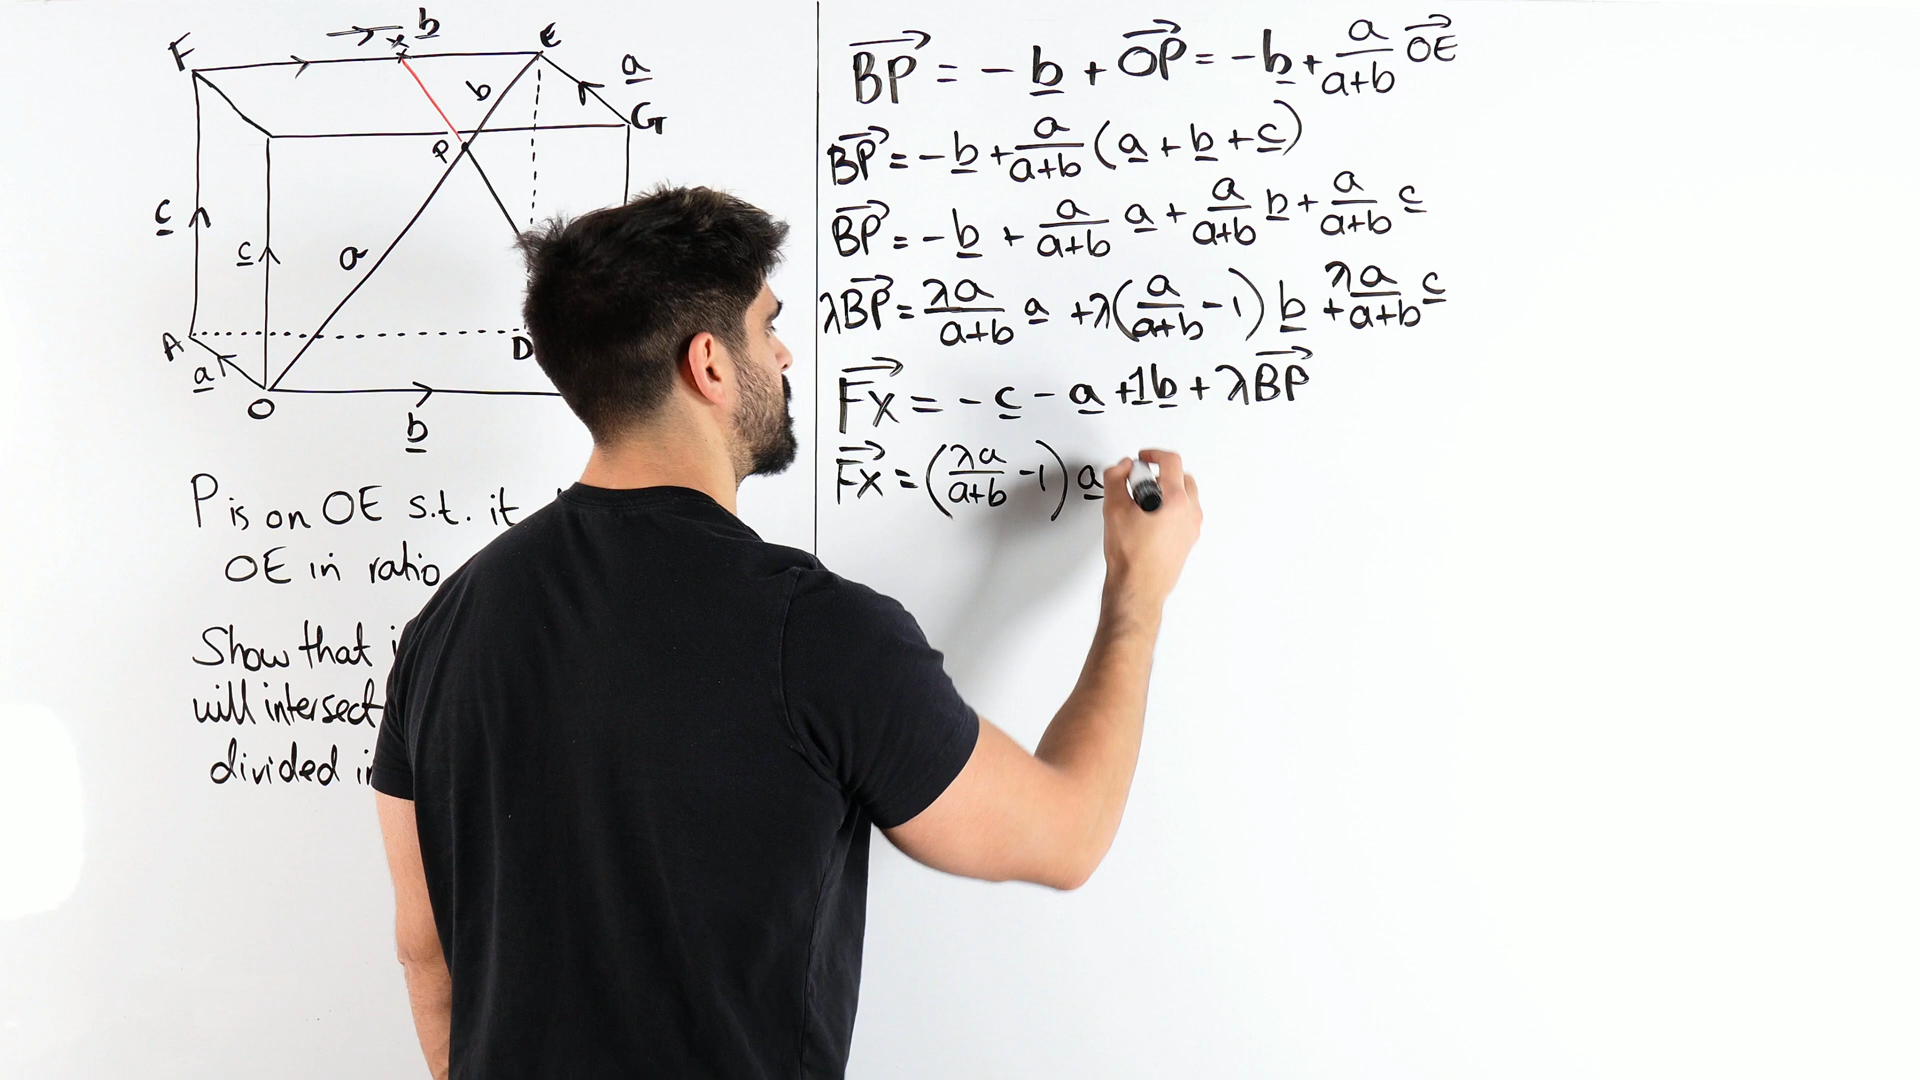 b
x
F
E
a
b
G
P
c
c
a
A
D
a
O
b
P is on OE s.t. it
OE in ratio
Show that
will intersect
divided
BP = - b + OP = - b + a/(a+b) OE
BP = - b + a/(a+b) (a + b + c)
BP = - b + a/(a+b) a + a/(a+b) b + a/(a+b) c
λBP = λa/(a+b) a + λ(a/(a+b) - 1) b + λa/(a+b) c
FX = - c - a + 1b + λBP
FX = (λa/(a+b) - 1) a